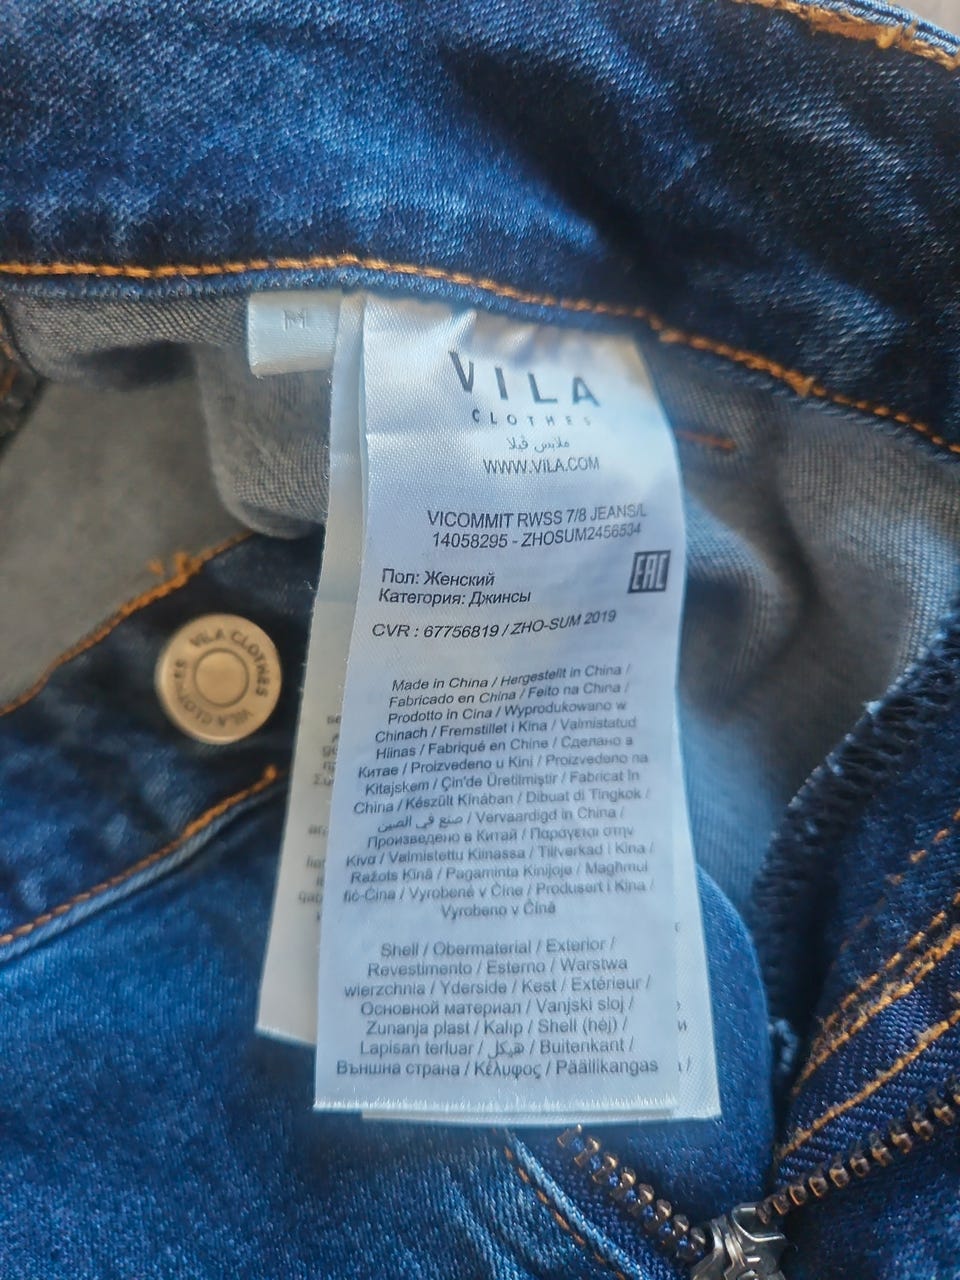 M
VILA
CLOTHES
ملابس ڤيلا
WWW.VILA.COM
VICOMMIT RWSS 7/8 JEANS/L
14058295 - ZHOSUM2456534
Пол: Женский
Категория: Джинсы
EAC
CVR : 67756819 / ZHO-SUM 2019
Made in China / Hergestellt in China /
Fabricado en China / Feito na China /
Prodotto in Cina / Wyprodukowano w
Chinach / Fremstillet i Kina / Valmistatud
Hiinas / Fabriqué en Chine / Сделано в
Китае / Proizvedeno u Kini / Proizvedeno na
Kitajskem / Çin'de Üretilmiştir / Fabricat în
China / Készült Kínában / Dibuat di Tingkok /
صنع في الصين / Vervaardigd in China /
Произведено в Китай / Παράγεται στην
Κίνα / Valmistettu Kiinassa / Tillverkad i Kina /
Ražots Ķīnā / Pagaminta Kinijoje / Magħmul
fiċ-Ċina / Vyrobené v Číne / Produsert i Kina /
Vyrobeno v Číně
Shell / Obermaterial / Exterior /
Revestimento / Esterno / Warstwa
wierzchnia / Yderside / Kest / Extérieur /
Основной материал / Vanjski sloj /
Zunanja plast / Kalıp / Shell (héj) /
Lapisan terluar / هيكل / Buitenkant /
Външна страна / Κέλυφος / Päällikangas
VILA CLOTHES
VILA CLOTHES